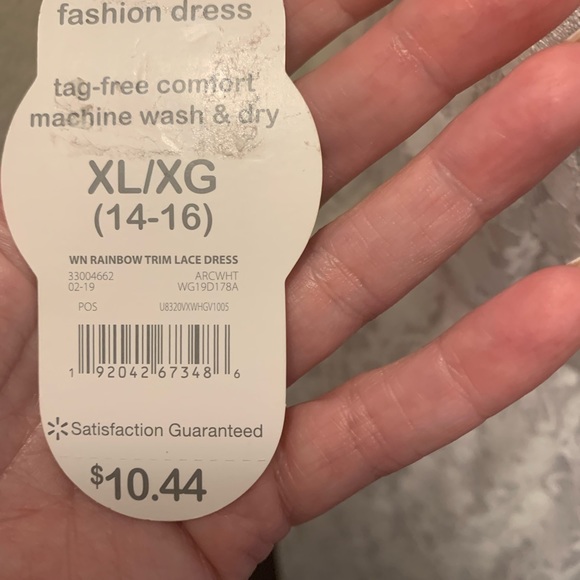 fashion dress
tag-free comfort
machine wash & dry
XL/XG
(14-16)
WN RAINBOW TRIM LACE DRESS
33004662 ARCWHT
02-19 WG19D178A
POS U8320VXWHGV1005
1 92042 67348 6
Satisfaction Guaranteed
$10.44